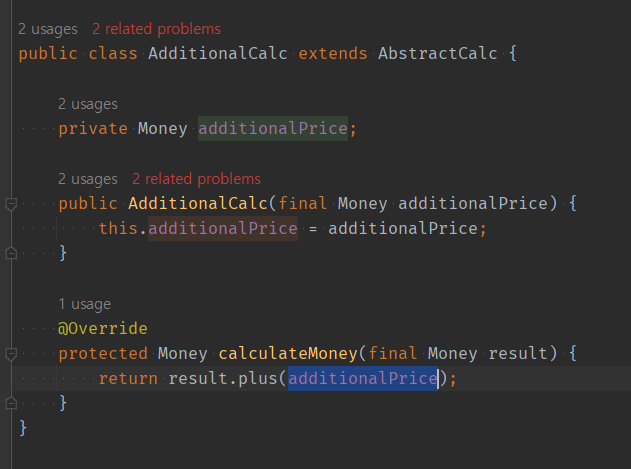 2 usages 2 related problems
public class AdditionalCalc extends AbstractCalc {
2 usages
private Money additionalPrice;
2 usages 2 related problems
public AdditionalCalc(final Money additionalPrice) {
this.additionalPrice = additionalPrice;
}
1 usage
@Override
protected Money calculateMoney(final Money result) {
return result.plus(additionalPrice);
}
}